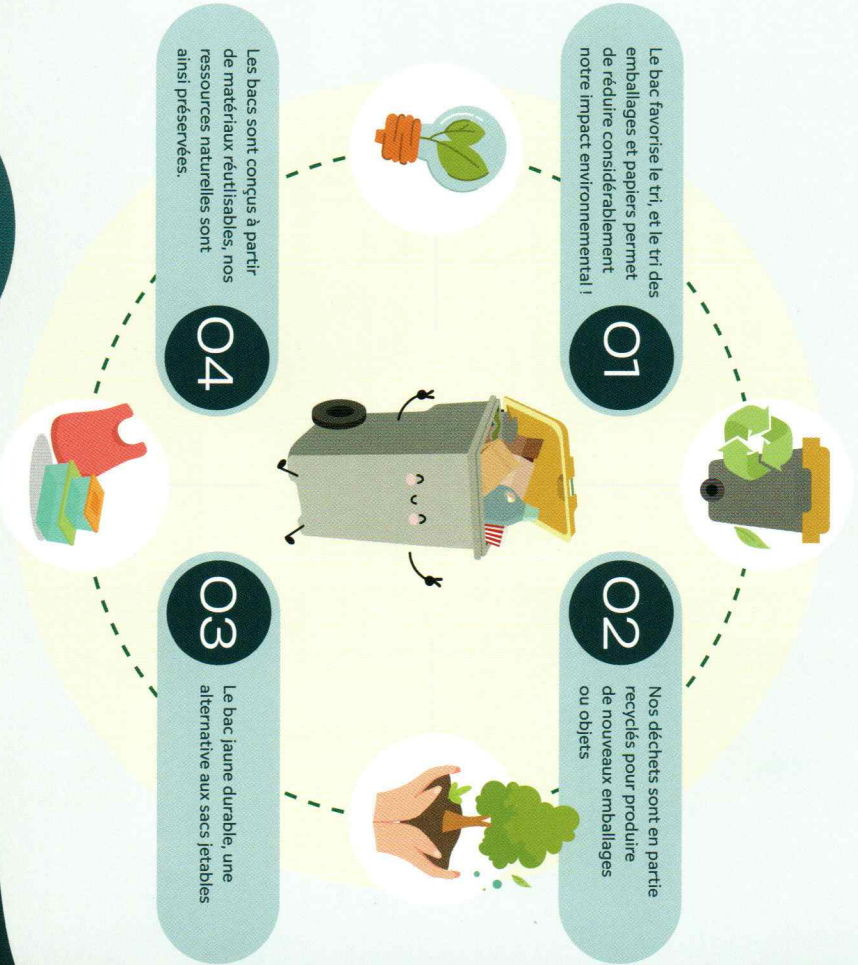 Le bac favorise le tri, et le tri des
emballages et papiers permet
de réduire considérablement
notre impact environnemental !
01
02
Nos déchets sont en partie
recyclés pour produire
de nouveaux emballages
ou objets
Les bacs sont conçus à partir
de matériaux réutlisables, nos
ressources naturelles sont
ainsi préservées.
04
03
Le bac jaune durable, une
alternative aux sacs jetables